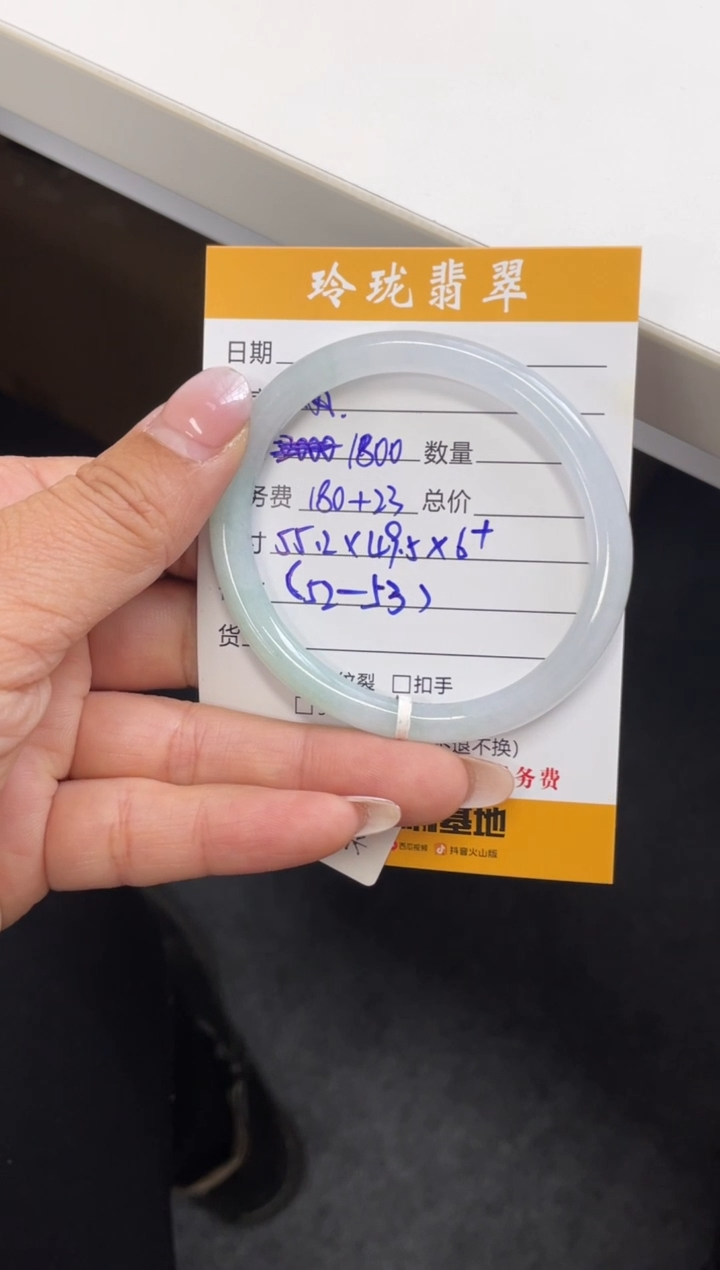 玲珑翡翠
日期
3000 1800 数量
务费 180+23 总价
寸 55.2×49.5×6+
(52—53)
货
纹裂 □扣手
不退不换)
务费
基地
西瓜视频 抖音火山版